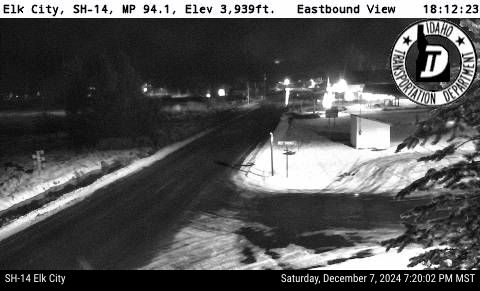 Elk City, SH-14, MP 94.1, Elev 3,939ft. Eastbound View 18:12:23
IDAHO
TRANSPORTATION DEPARTMENT
SH-14 Elk City Saturday, December 7, 2024 7:20:02 PM MST